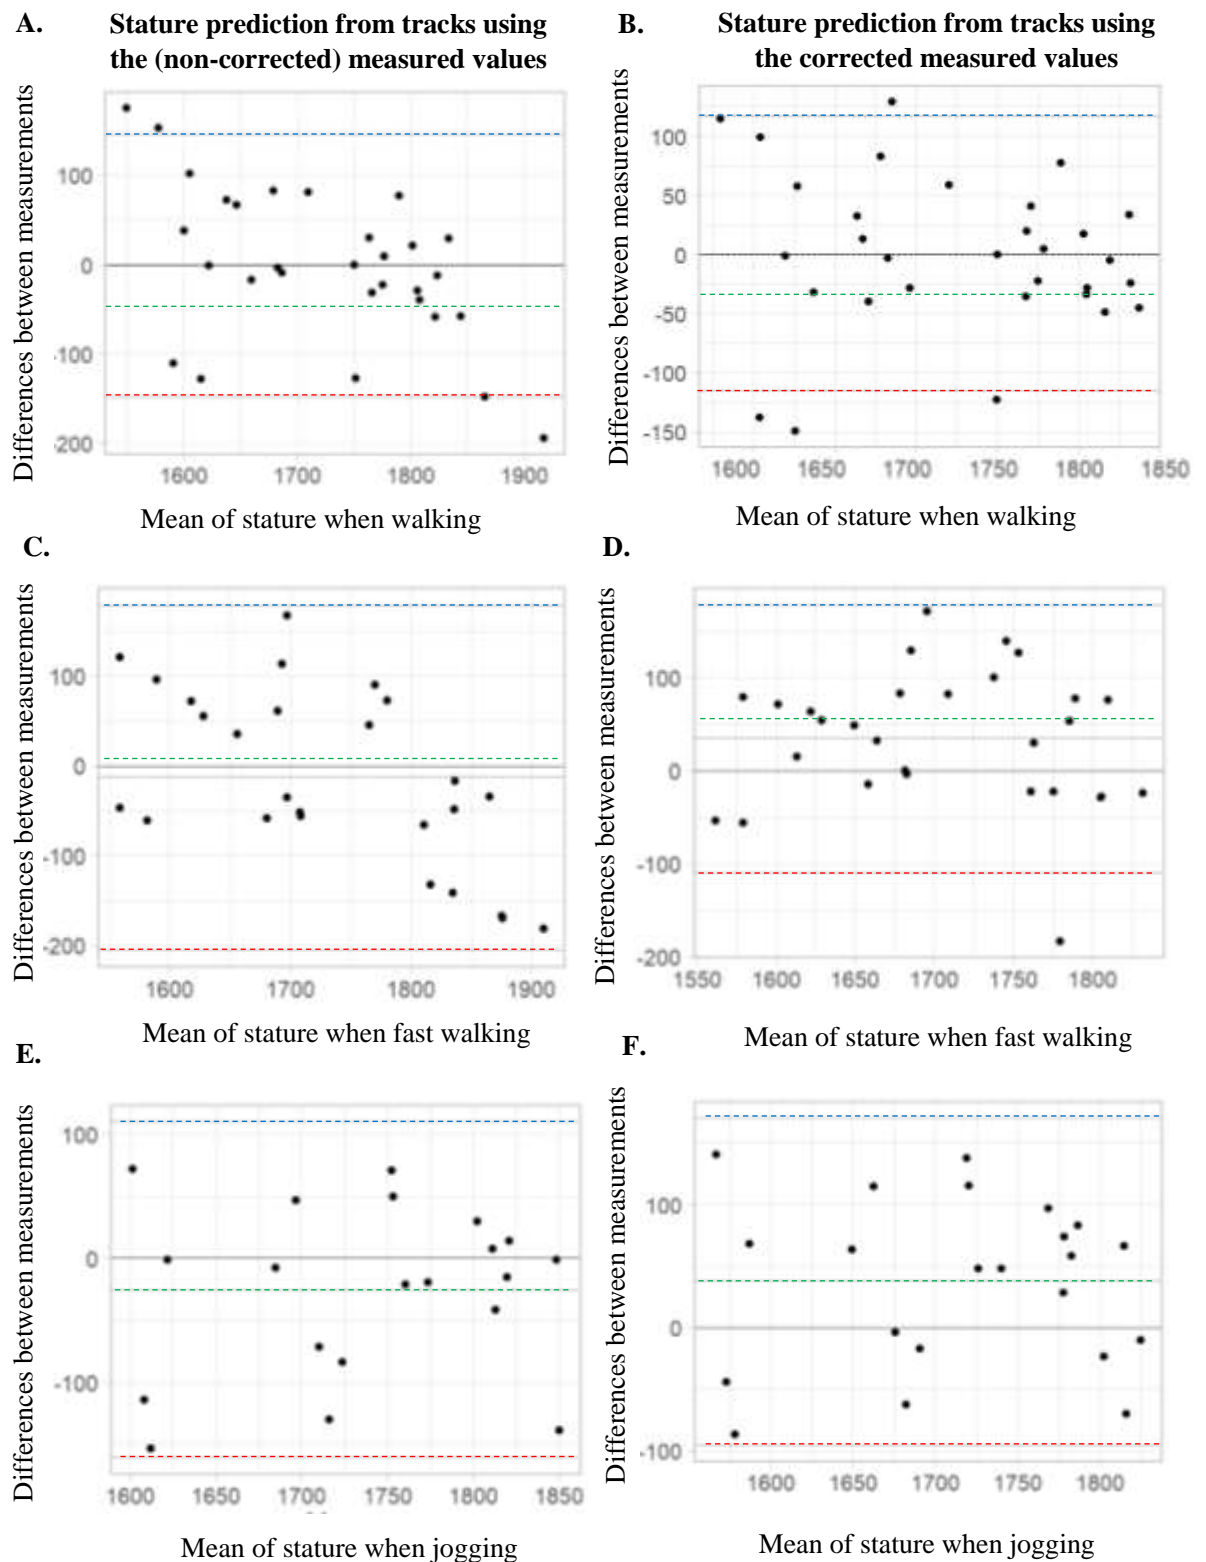 A.
Stature prediction from tracks using
the (non-corrected) measured values
Differences between measurements
100
0
-100
-200
1600 1700 1800 1900
Mean of stature when walking
B.
Stature prediction from tracks using
the corrected measured values
Differences between measurements
100
50
0
-50
-100
-150
1600 1650 1700 1750 1800 1850
Mean of stature when walking
C.
Differences between measurements
100
0
-100
-200
1600 1700 1800 1900
Mean of stature when fast walking
D.
Differences between measurements
100
0
-100
-200
1550 1600 1650 1700 1750 1800
Mean of stature when fast walking
E.
Differences between measurements
100
0
-100
1600 1650 1700 1750 1800 1850
Mean of stature when jogging
F.
Differences between measurements
100
0
-100
1600 1700 1800
Mean of stature when jogging